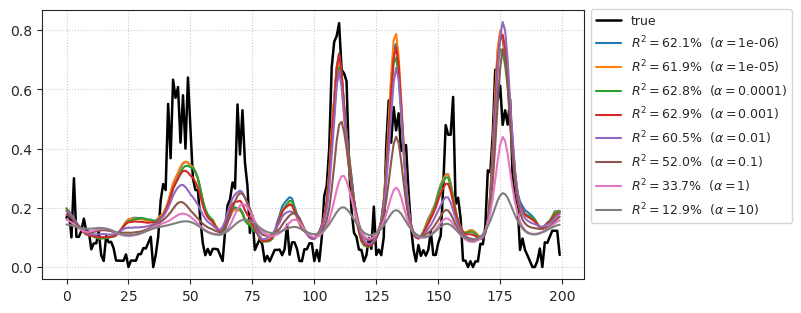 0.8
0.6
0.4
0.2
0.0
0 25 50 75 100 125 150 175 200
true
R² = 62.1% (α = 1e-06)
R² = 61.9% (α = 1e-05)
R² = 62.8% (α = 0.0001)
R² = 62.9% (α = 0.001)
R² = 60.5% (α = 0.01)
R² = 52.0% (α = 0.1)
R² = 33.7% (α = 1)
R² = 12.9% (α = 10)